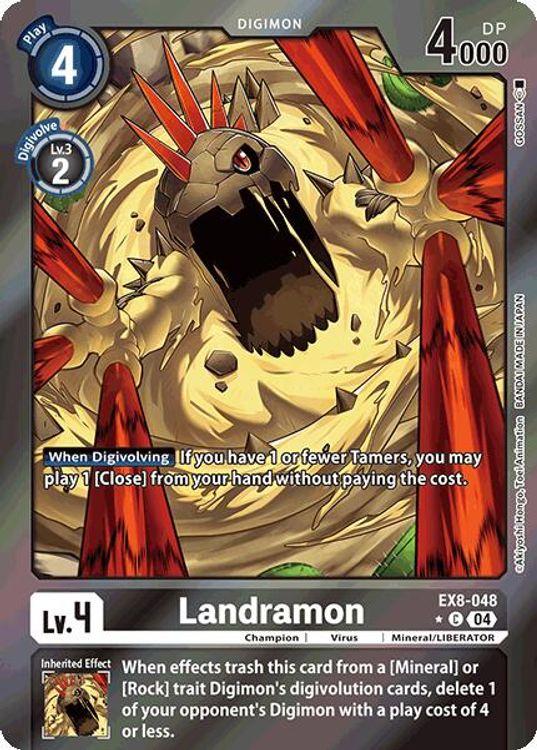 DIGIMON
Play
4
DP
4000
Digivolve
Lv.3
2
GOSSAN
©Akiyoshi Hongo, Toei Animation BANDAI MADE IN JAPAN
When Digivolving If you have 1 or fewer Tamers, you may
play 1 [Close] from your hand without paying the cost.
Lv.4
Landramon
EX8-048
C 04
Champion | Virus | Mineral/LIBERATOR
Inherited Effect
When effects trash this card from a [Mineral] or
[Rock] trait Digimon's digivolution cards, delete 1
of your opponent's Digimon with a play cost of 4
or less.